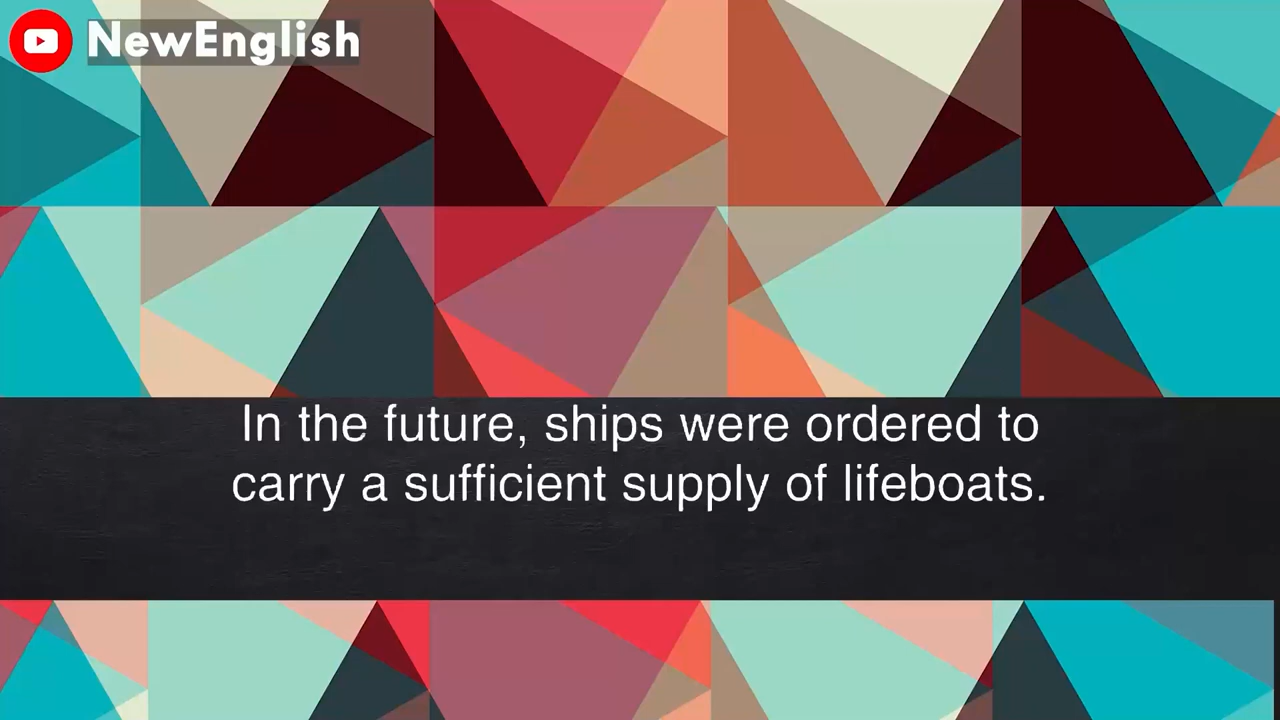 NewEnglish
In the future, ships were ordered to
carry a sufficient supply of lifeboats.